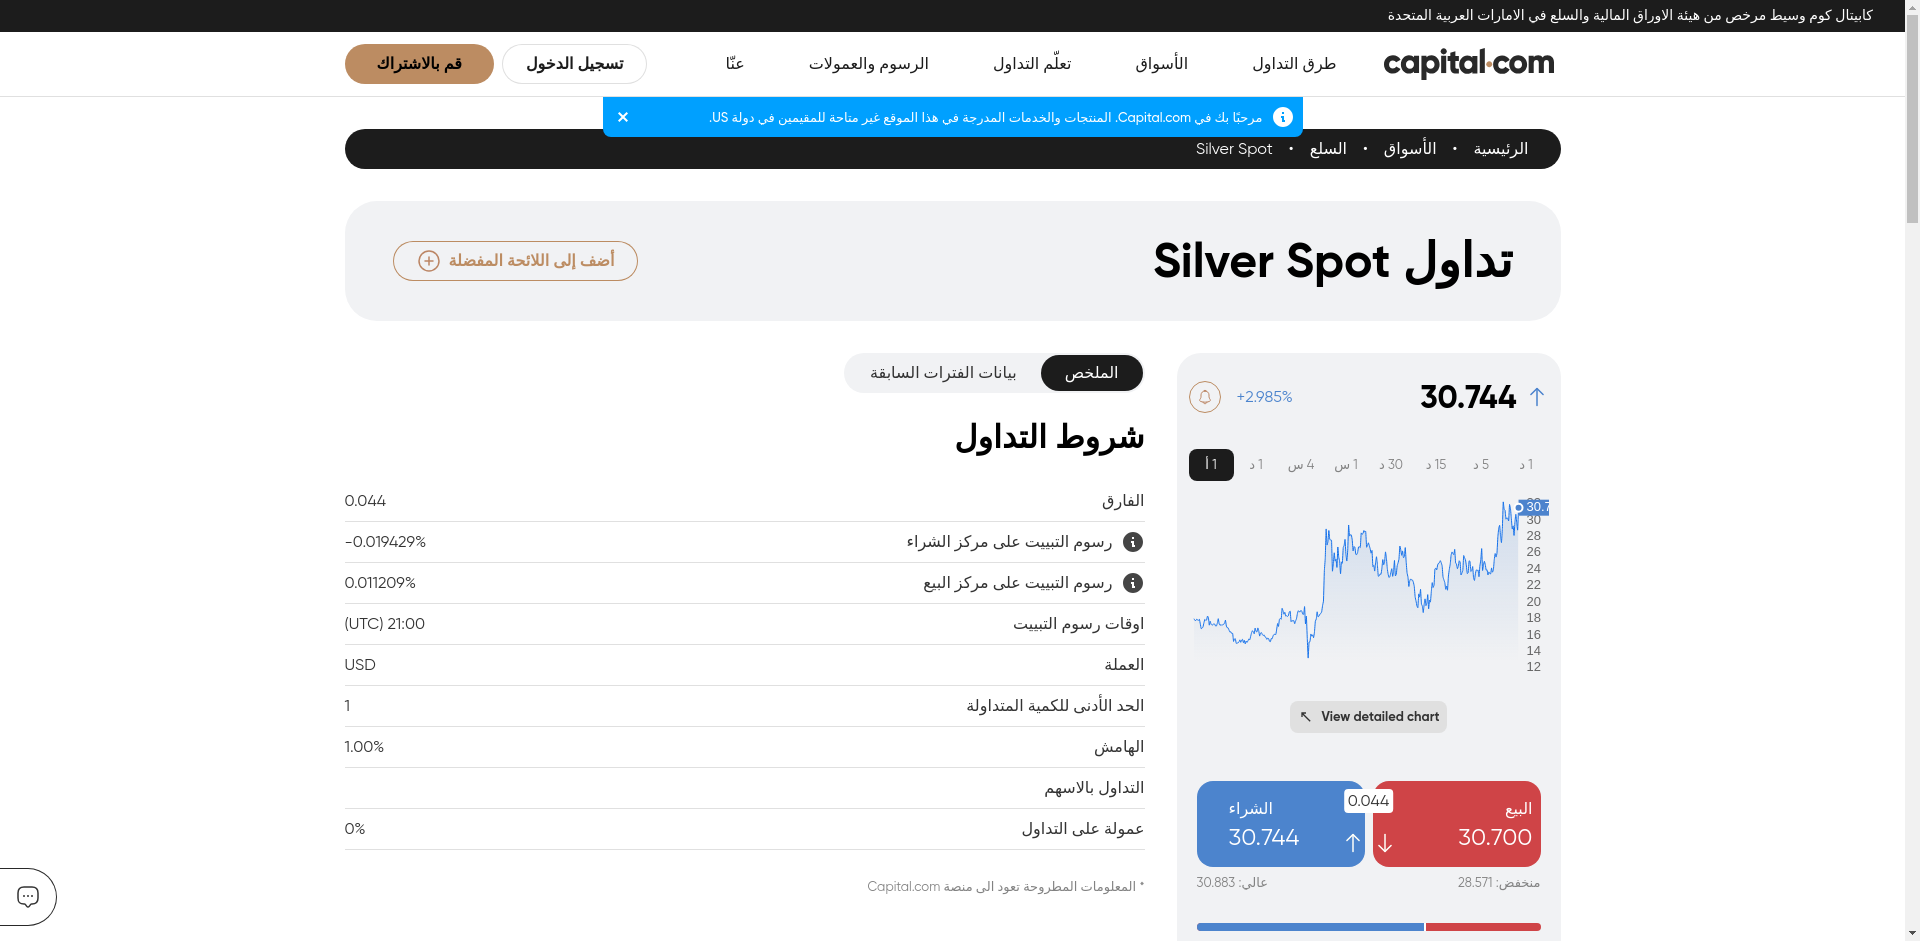 كابيتال كوم وسيط مرخص من هيئة الاوراق المالية والسلع في الامارات العربية المتحدة
capital.com
طرق التداول
الأسواق
تعلّم التداول
الرسوم والعمولات
عنّا
تسجيل الدخول
قم بالاشتراك
مرحبًا بك في Capital.com. المنتجات والخدمات المدرجة في هذا الموقع غير متاحة للمقيمين في دولة US.
الرئيسية • الأسواق • السلع • Silver Spot
تداول Silver Spot
أضف إلى اللائحة المفضلة
30.744
+2.985%
1 د
5 د
15 د
30 د
1 س
4 س
1 د
1 أ
30.7
30
28
26
24
22
20
18
16
14
12
View detailed chart
البيع
30.700
0.044
الشراء
30.744
منخفض: 28.571
عالي: 30.883
الملخص
بيانات الفترات السابقة
شروط التداول
الفارق 0.044
رسوم التبييت على مركز الشراء -0.019429%
رسوم التبييت على مركز البيع 0.011209%
اوقات رسوم التبييت 21:00 (UTC)
العملة USD
الحد الأدنى للكمية المتداولة 1
الهامش 1.00%
التداول بالاسهم
عمولة على التداول 0%
* المعلومات المطروحة تعود الى منصة Capital.com